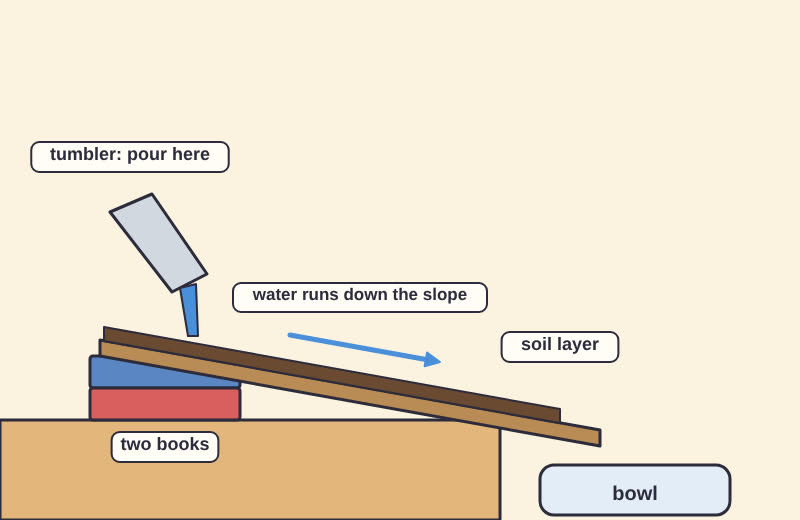 tumbler: pour here
water runs down the slope
soil layer
two books
bowl